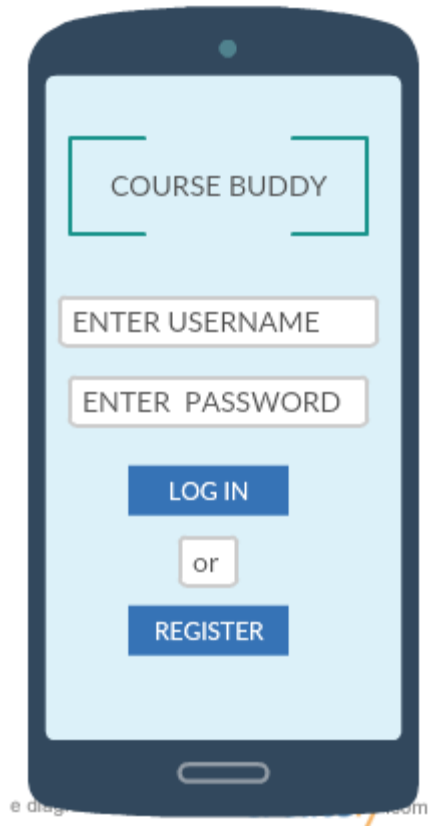 COURSE BUDDY
ENTER USERNAME
ENTER PASSWORD
LOG IN
or
REGISTER
e